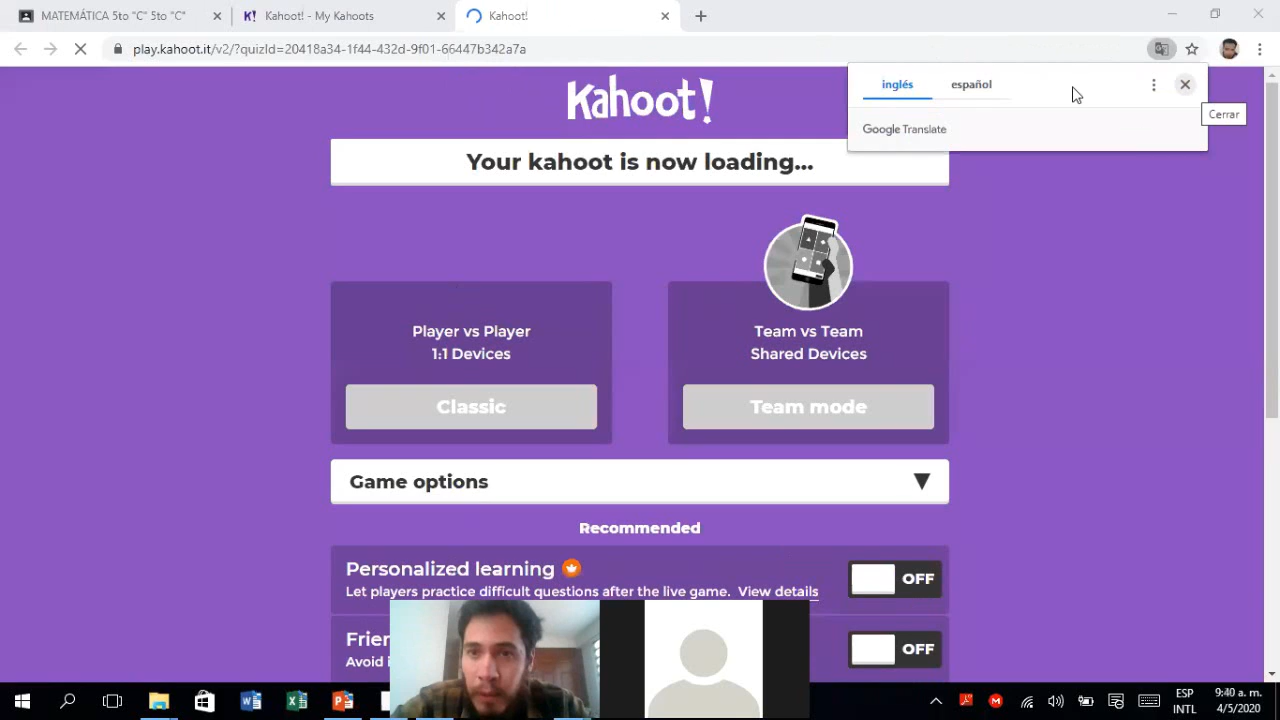 MATEMÁTICA 5to "C" 5to "C"
Kahoot! - My Kahoots
Kahoot!
play.kahoot.it/v2/?quizId=20418a34-1f44-432d-9f01-66447b342a7a
inglés español
Cerrar
Google Translate
Kahoot!
Your kahoot is now loading...
Player vs Player
1:1 Devices
Classic
Team vs Team
Shared Devices
Team mode
Game options
Recommended
Personalized learning
OFF
Let players practice difficult questions after the live game. View details
OFF
ESP
INTL
9:40 a. m.
4/5/2020